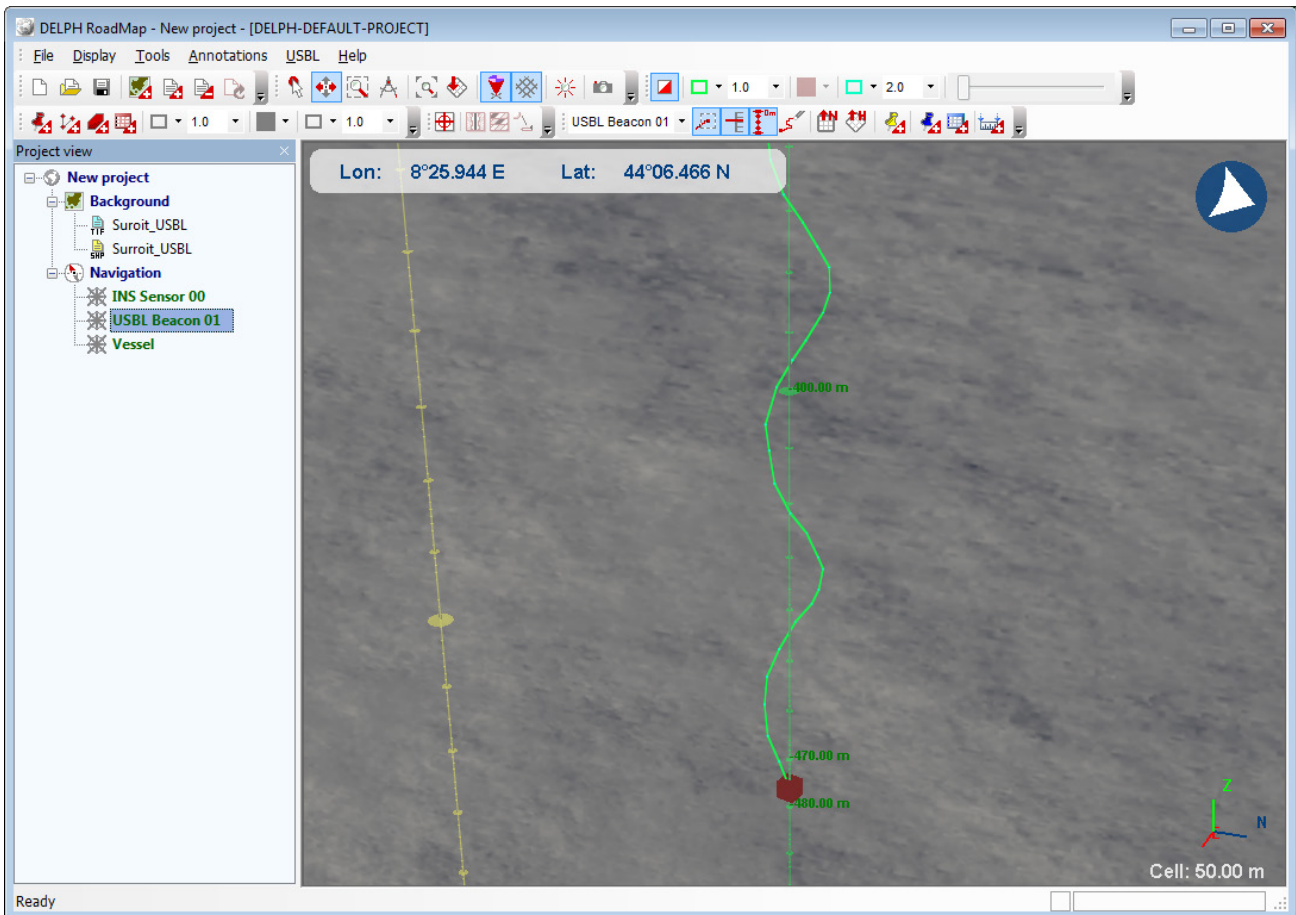 DELPH RoadMap - New project - [DELPH-DEFAULT-PROJECT]
File Display Tools Annotations USBL Help
1.0 2.0
1.0 1.0 USBL Beacon 01 0m
Project view
New project
Background
TIF Suroit_USBL
SHP Surroit_USBL
Navigation
INS Sensor 00
USBL Beacon 01
Vessel
Lon: 8°25.944 E Lat: 44°06.466 N
-400.00 m
-470.00 m
-480.00 m
Z
N
Cell: 50.00 m
Ready